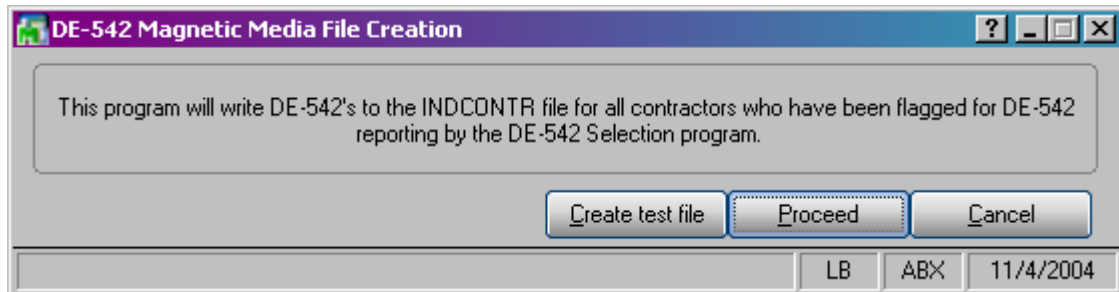 DE-542 Magnetic Media File Creation
This program will write DE-542's to the INDCONTR file for all contractors who have been flagged for DE-542
reporting by the DE-542 Selection program.
Create test file Proceed Cancel
LB ABX 11/4/2004